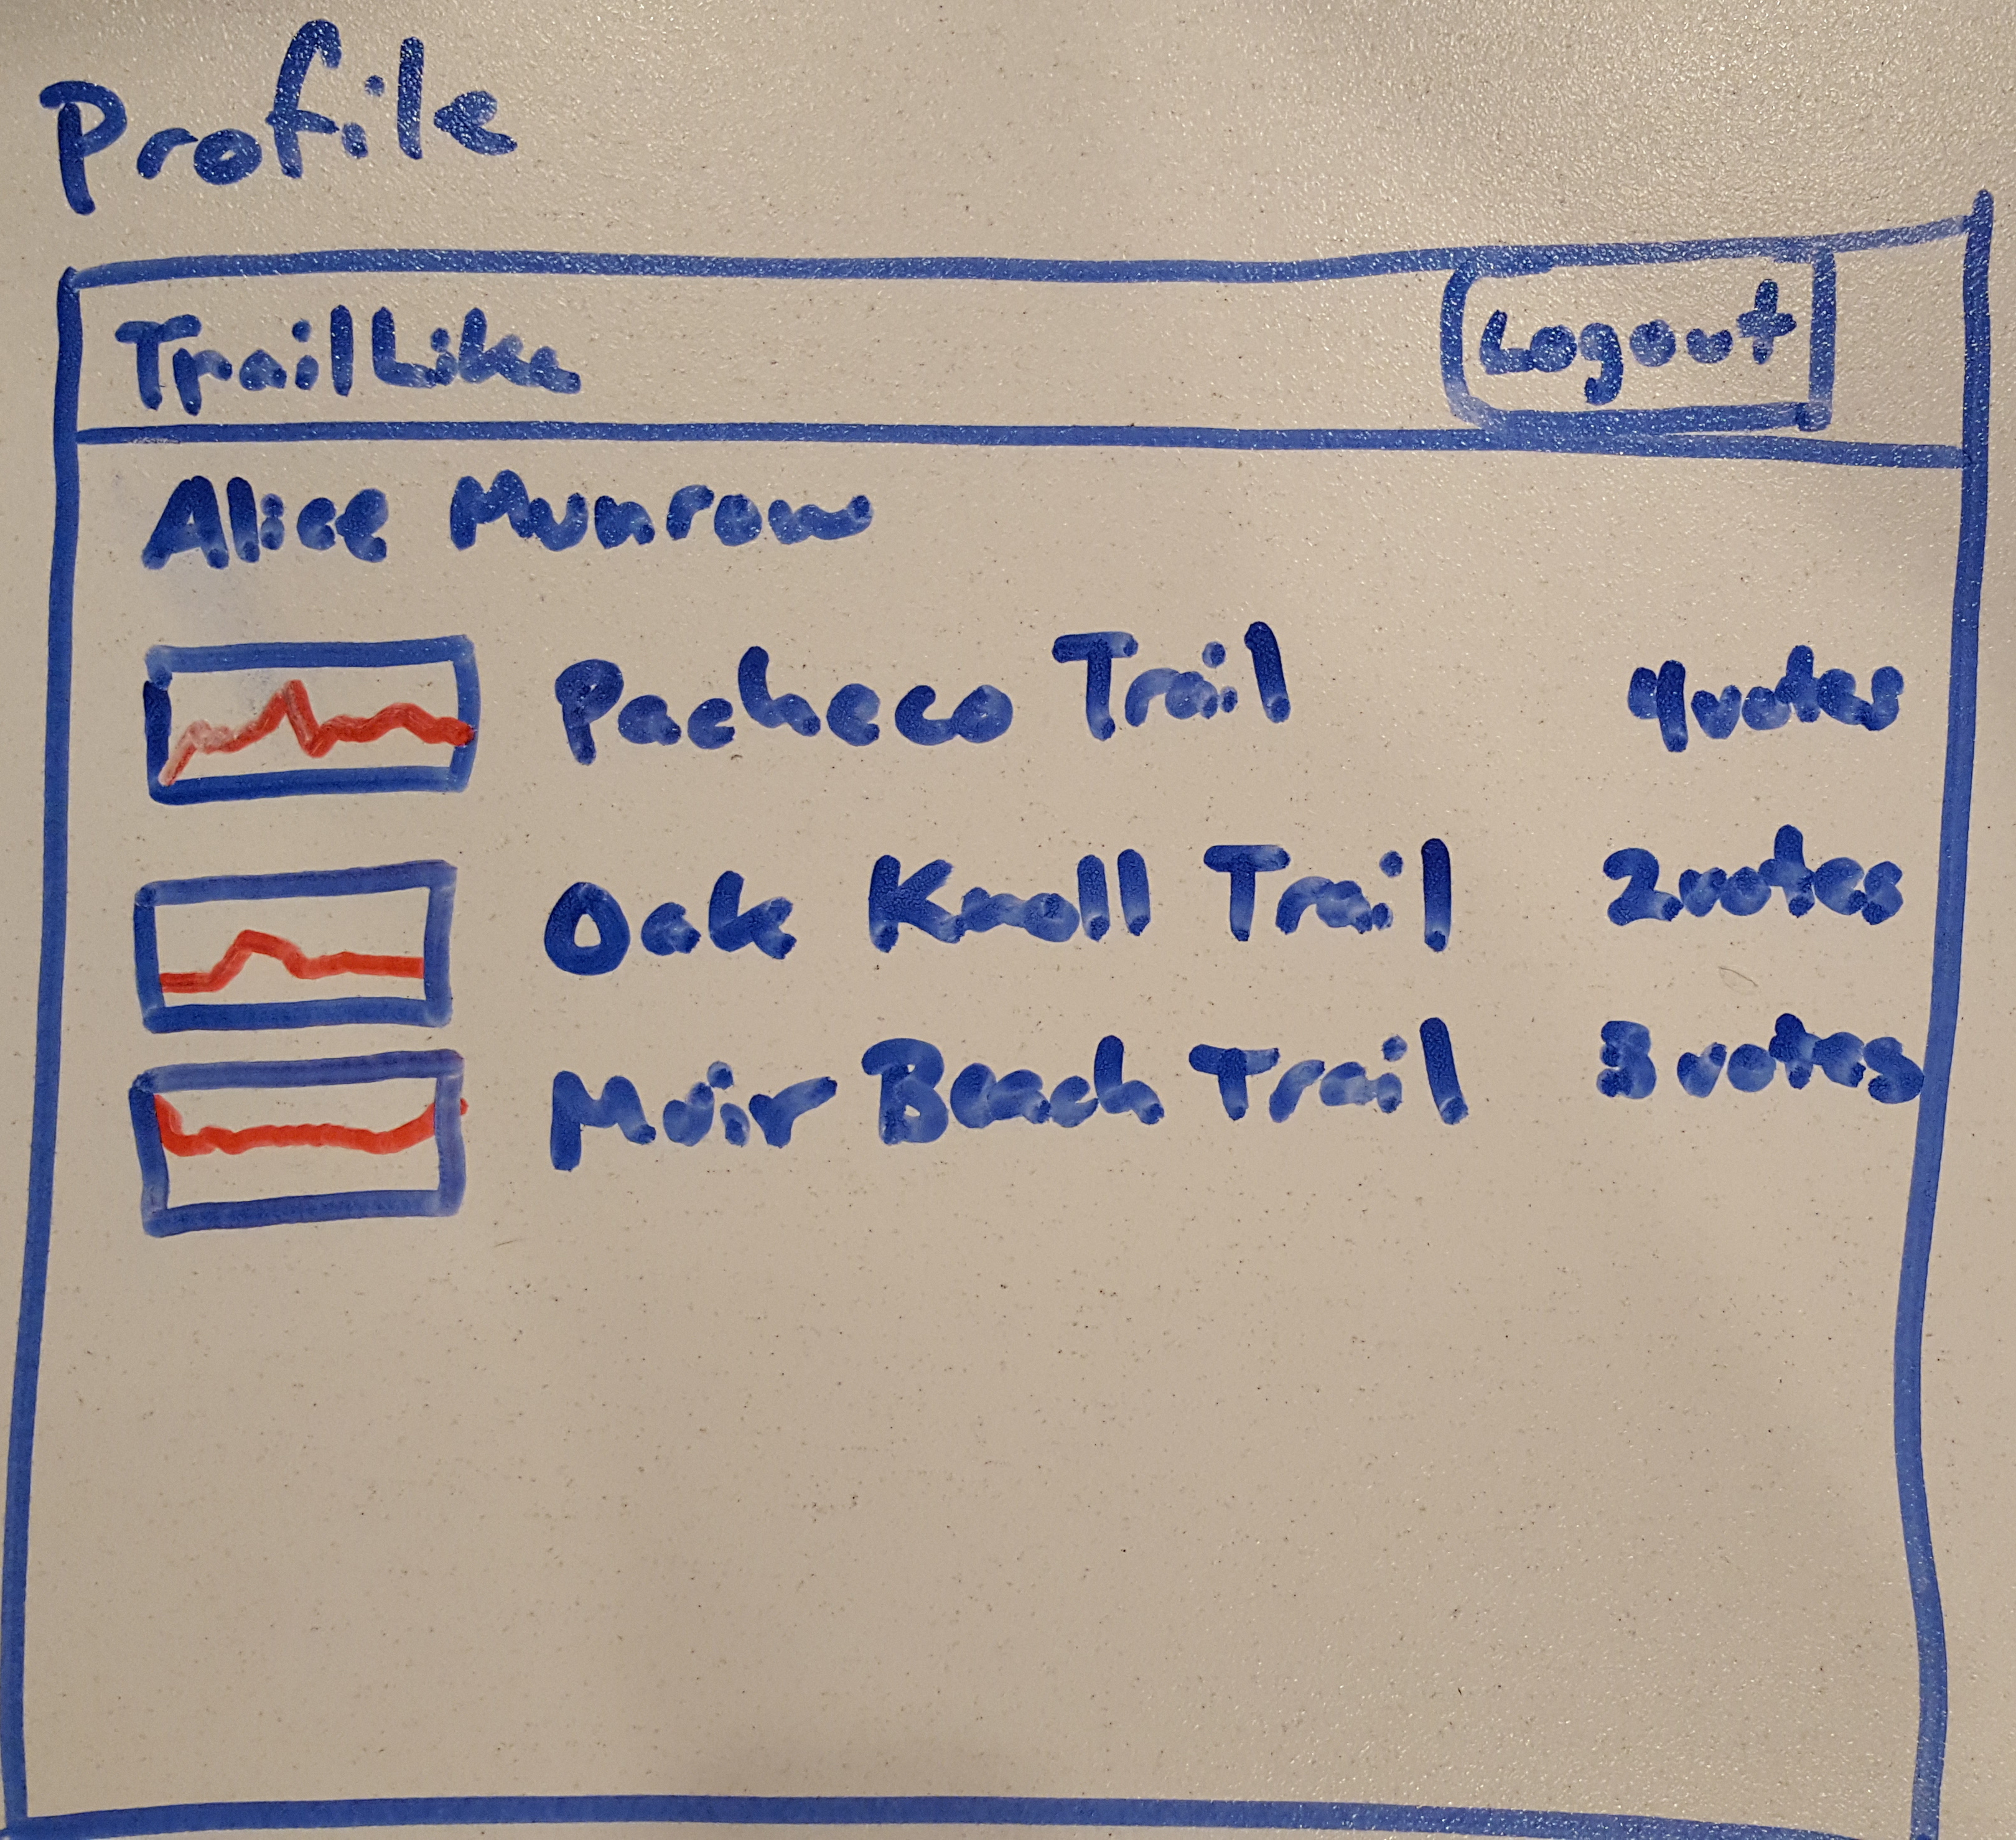 Profile
TrailLike Logout
Alice Munrow
Pacheco Trail 4votes
Oak Knoll Trail 2votes
Muir Beach Trail 3 votes